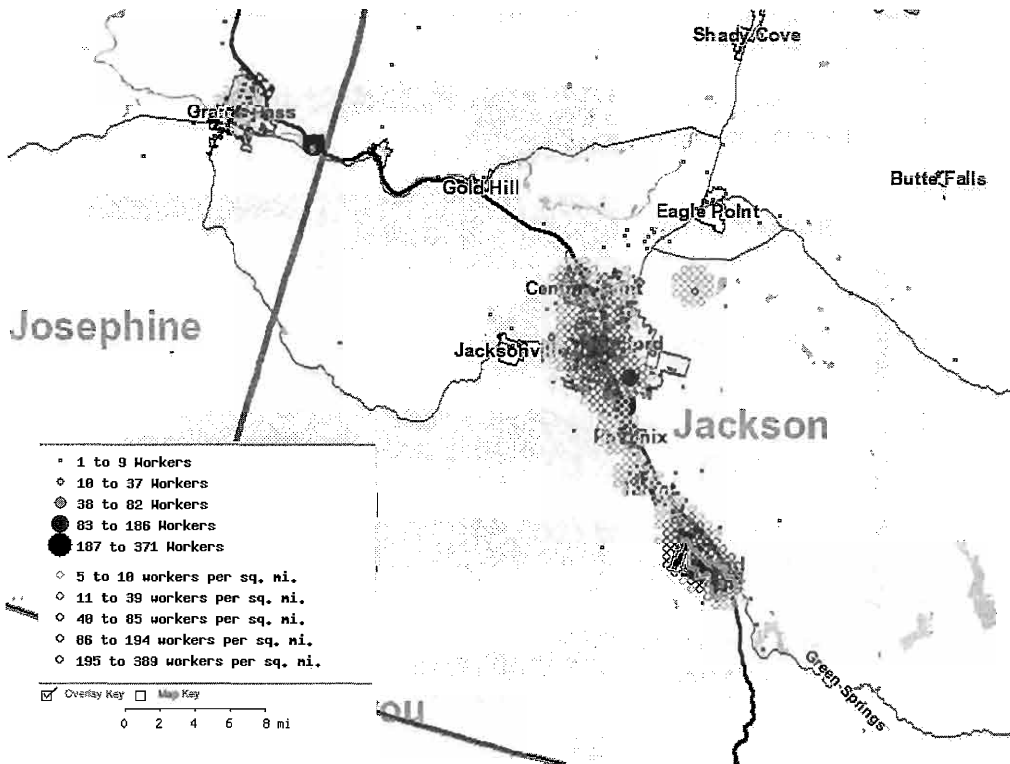 Shady Cove
Gold Hill
Butte Falls
Eagle Point
Josephine
Jackson
1 to 9 Workers
10 to 37 Workers
38 to 82 Workers
83 to 186 Workers
187 to 371 Workers
5 to 10 workers per sq. mi.
11 to 39 workers per sq. mi.
40 to 85 workers per sq. mi.
86 to 194 workers per sq. mi.
195 to 389 workers per sq. mi.
Overlay Key Map Key
0 2 4 6 8 mi
ou
Green Springs